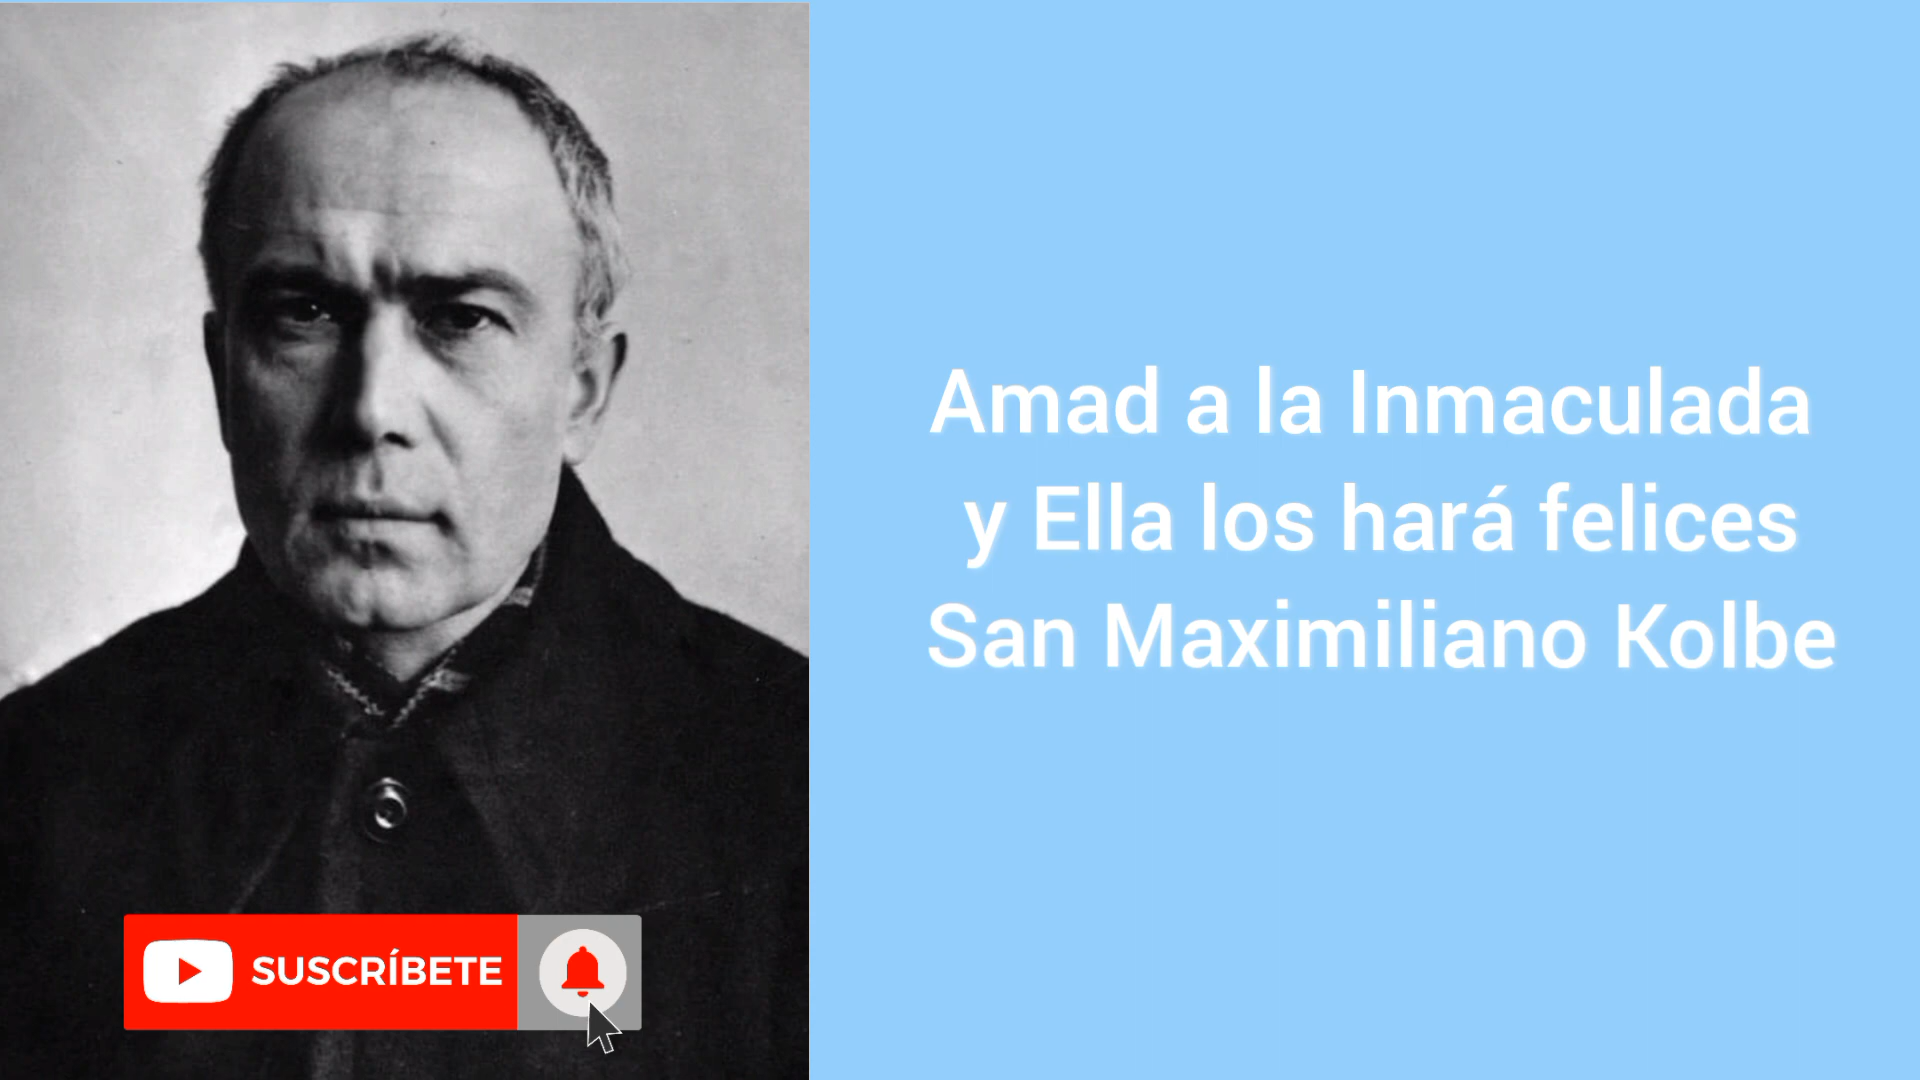 Amad a la Inmaculada
y Ella los hará felices
San Maximiliano Kolbe
SUSCRÍBETE